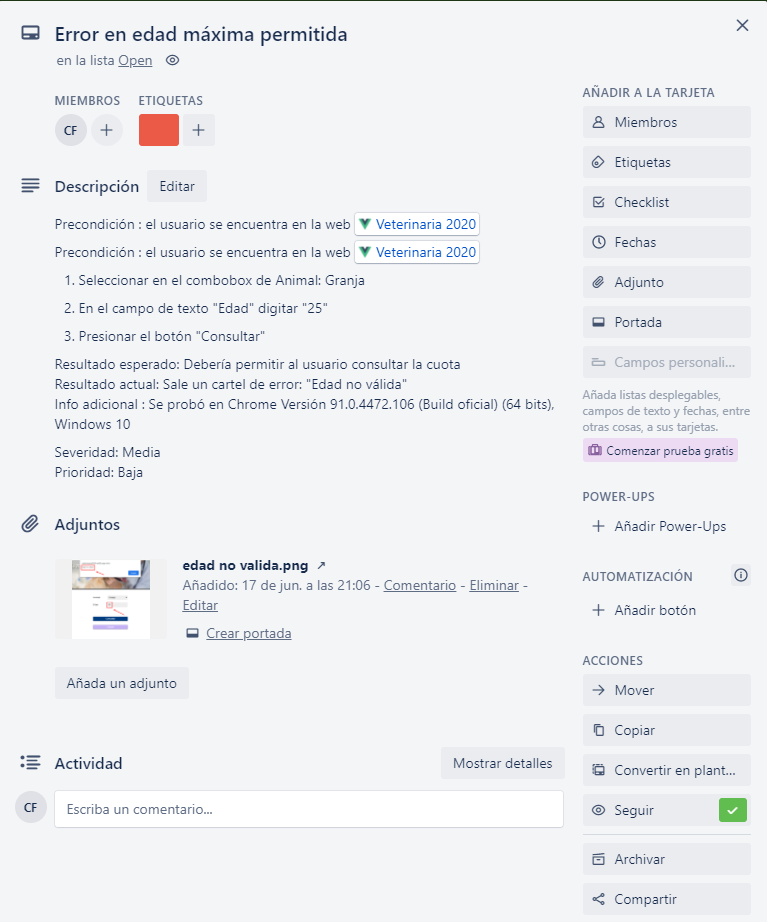 Error en edad máxima permitida
en la lista Open
MIEMBROS
CF
ETIQUETAS
Descripción
Editar
Precondición : el usuario se encuentra en la web Veterinaria 2020
Precondición : el usuario se encuentra en la web Veterinaria 2020
1. Seleccionar en el combobox de Animal: Granja
2. En el campo de texto "Edad" digitar "25"
3. Presionar el botón "Consultar"
Resultado esperado: Debería permitir al usuario consultar la cuota
Resultado actual: Sale un cartel de error: "Edad no válida"
Info adicional : Se probó en Chrome Versión 91.0.4472.106 (Build oficial) (64 bits),
Windows 10
Severidad: Media
Prioridad: Baja
Adjuntos
edad no valida.png ↗
Añadido: 17 de jun. a las 21:06 - Comentario - Eliminar -
Editar
Crear portada
Añada un adjunto
Actividad
Mostrar detalles
CF
Escriba un comentario...
AÑADIR A LA TARJETA
Miembros
Etiquetas
Checklist
Fechas
Adjunto
Portada
Campos personali...
Añada listas desplegables,
campos de texto y fechas, entre
otras cosas, a sus tarjetas.
Comenzar prueba gratis
POWER-UPS
+ Añadir Power-Ups
AUTOMATIZACIÓN
+ Añadir botón
ACCIONES
Mover
Copiar
Convertir en plant...
Seguir
Archivar
Compartir